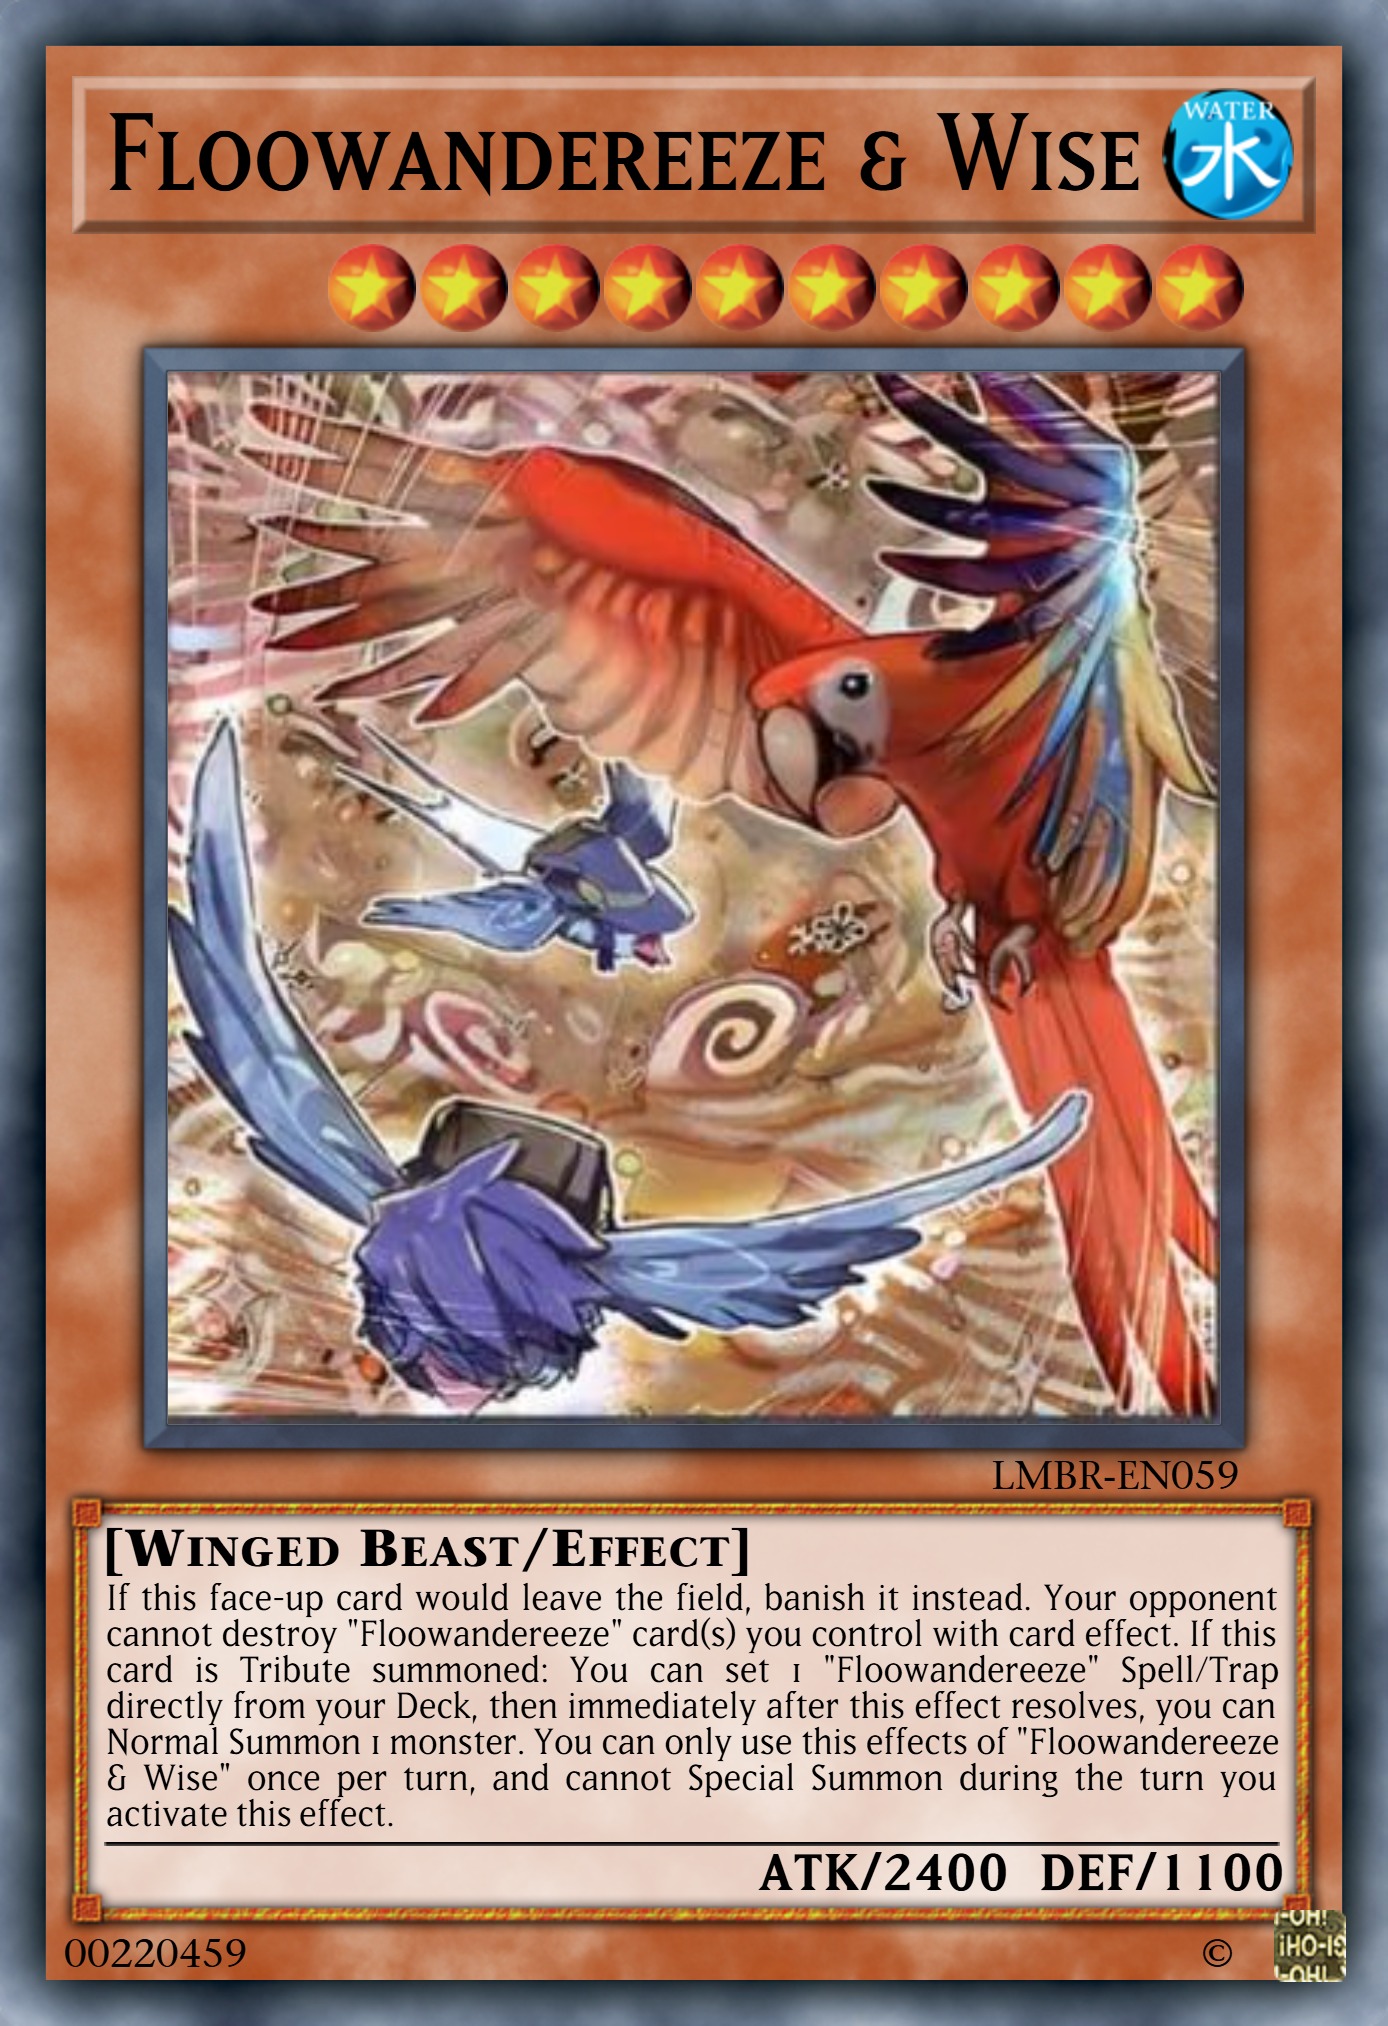 FLOOWANDEREEZE & WISE
WATER
水
LMBR-EN059
[WINGED BEAST/EFFECT]
If this face-up card would leave the field, banish it instead. Your opponent
cannot destroy "Floowandereeze" card(s) you control with card effect. If this
card is Tribute summoned: You can set 1 "Floowandereeze" Spell/Trap
directly from your Deck, then immediately after this effect resolves, you can
Normal Summon 1 monster. You can only use this effects of "Floowandereeze
& Wise" once per turn, and cannot Special Summon during the turn you
activate this effect.
ATK/2400 DEF/1100
00220459
©